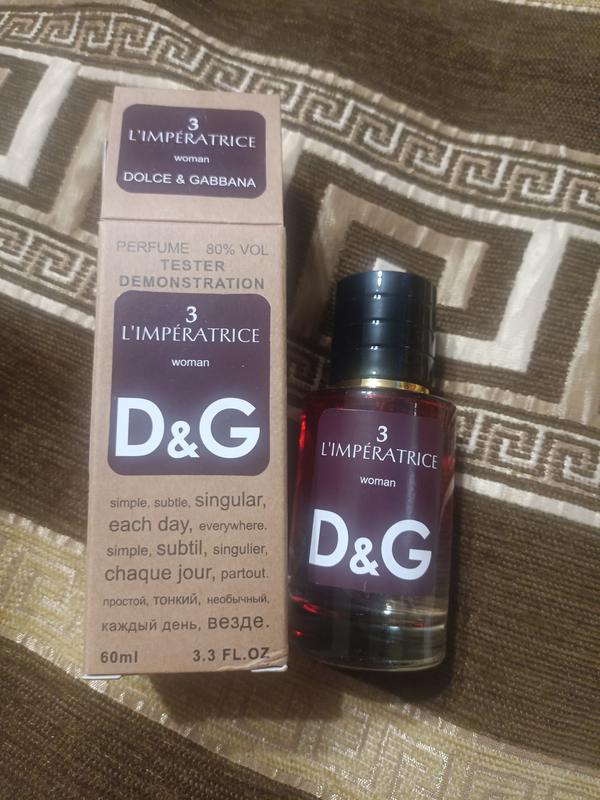 3
L'IMPÉRATRICE
woman
DOLCE & GABBANA
PERFUME 80% VOL
TESTER
DEMONSTRATION
3
L'IMPÉRATRICE
woman
D&G
simple, subtle, singular,
each day, everywhere.
simple, subtil, singulier,
chaque jour, partout.
простой, тонкий, необычный,
каждый день, везде.
60ml 3.3 FL.OZ
3
L'IMPÉRATRICE
woman
D&G